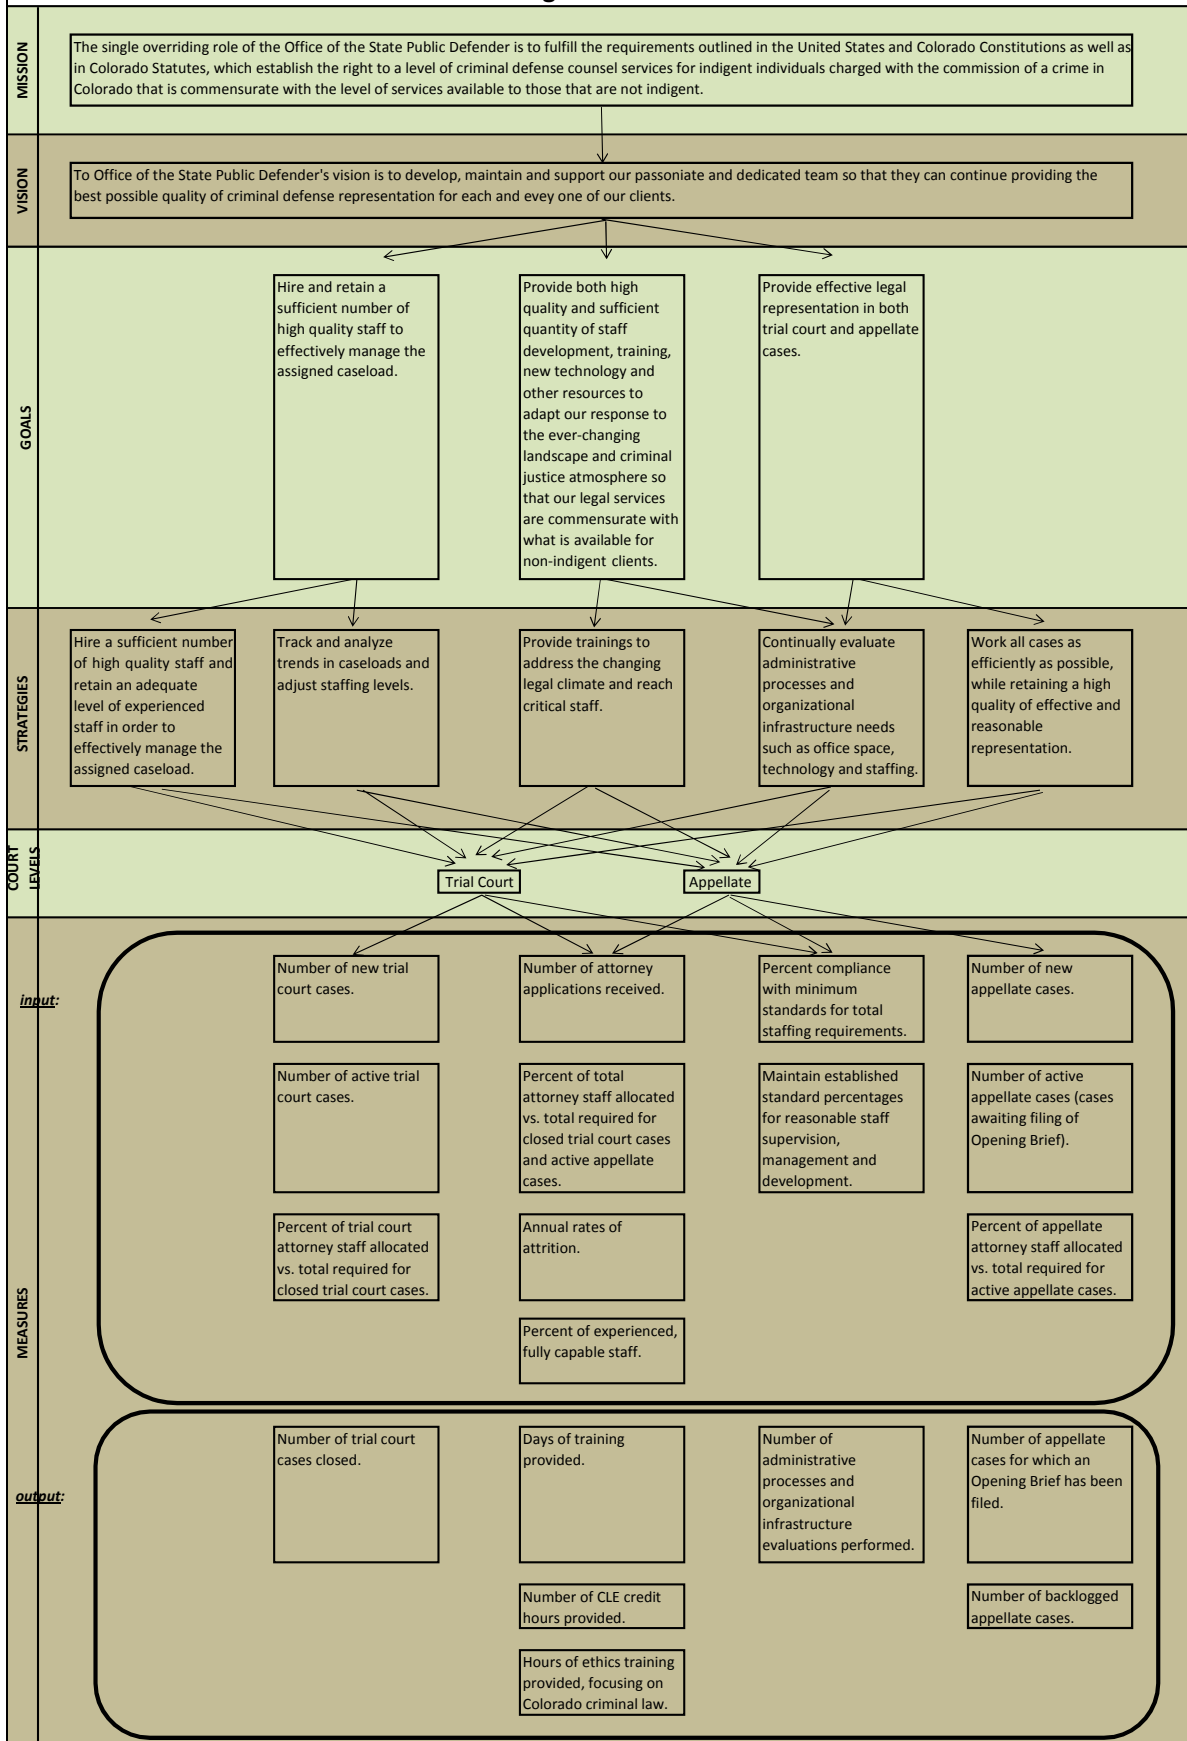 MISSION
The single overriding role of the Office of the State Public Defender is to fulfill the requirements outlined in the United States and Colorado Constitutions as well as
in Colorado Statutes, which establish the right to a level of criminal defense counsel services for indigent individuals charged with the commission of a crime in
Colorado that is commensurate with the level of services available to those that are not indigent.
VISION
To Office of the State Public Defender's vision is to develop, maintain and support our passoniate and dedicated team so that they can continue providing the
best possible quality of criminal defense representation for each and evey one of our clients.
GOALS
Hire and retain a
sufficient number of
high quality staff to
effectively manage the
assigned caseload.
Provide both high
quality and sufficient
quantity of staff
development, training,
new technology and
other resources to
adapt our response to
the ever-changing
landscape and criminal
justice atmosphere so
that our legal services
are commensurate with
what is available for
non-indigent clients.
Provide effective legal
representation in both
trial court and appellate
cases.
STRATEGIES
Hire a sufficient number
of high quality staff and
retain an adequate
level of experienced
staff in order to
effectively manage the
assigned caseload.
Track and analyze
trends in caseloads and
adjust staffing levels.
Provide trainings to
address the changing
legal climate and reach
critical staff.
Continually evaluate
administrative
processes and
organizational
infrastructure needs
such as office space,
technology and staffing.
Work all cases as
efficiently as possible,
while retaining a high
quality of effective and
reasonable
representation.
COURT
LEVELS
Trial Court
Appellate
MEASURES
input:
Number of new trial
court cases.
Number of attorney
applications received.
Percent compliance
with minimum
standards for total
staffing requirements.
Number of new
appellate cases.
Number of active trial
court cases.
Percent of total
attorney staff allocated
vs. total required for
closed trial court cases
and active appellate
cases.
Maintain established
standard percentages
for reasonable staff
supervision,
management and
development.
Number of active
appellate cases (cases
awaiting filing of
Opening Brief).
Percent of trial court
attorney staff allocated
vs. total required for
closed trial court cases.
Annual rates of
attrition.
Percent of appellate
attorney staff allocated
vs. total required for
active appellate cases.
Percent of experienced,
fully capable staff.
output:
Number of trial court
cases closed.
Days of training
provided.
Number of
administrative
processes and
organizational
infrastructure
evaluations performed.
Number of appellate
cases for which an
Opening Brief has been
filed.
Number of CLE credit
hours provided.
Number of backlogged
appellate cases.
Hours of ethics training
provided, focusing on
Colorado criminal law.